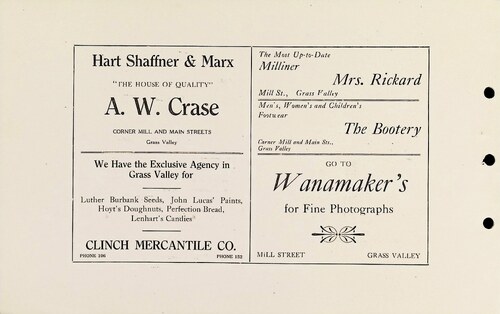 Hart Shaffner & Marx
"THE HOUSE OF QUALITY"
A. W. Crase
CORNER MILL AND MAIN STREETS
Grass Valley
We Have the Exclusive Agency in
Grass Valley for
Luther Burbank Seeds, John Lucas' Paints,
Hoyt's Doughnuts, Perfection Bread,
Lenhart's Candies
CLINCH MERCANTILE CO.
PHONE 106 PHONE 153
The Most Up-to-Date
Milliner
Mrs. Rickard
Mill St., Grass Valley
Men's, Women's and Children's
Footwear
The Bootery
Corner Mill and Main Sts.,
Grass Valley
GO TO
Wanamaker's
for Fine Photographs
MILL STREET GRASS VALLEY